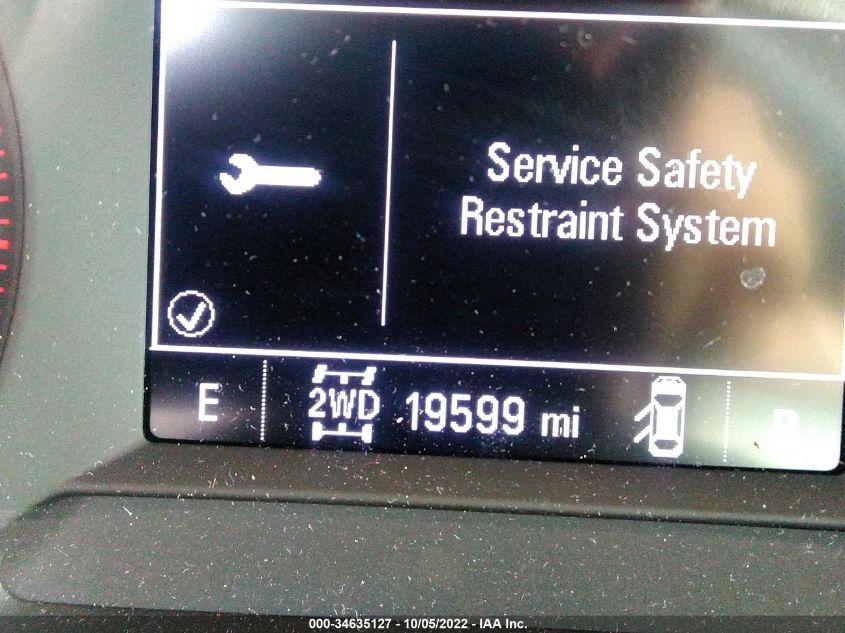 Service Safety
Restraint System
E
2WD
19599 mi
P
000-34635127 - 10/05/2022 - IAA Inc.